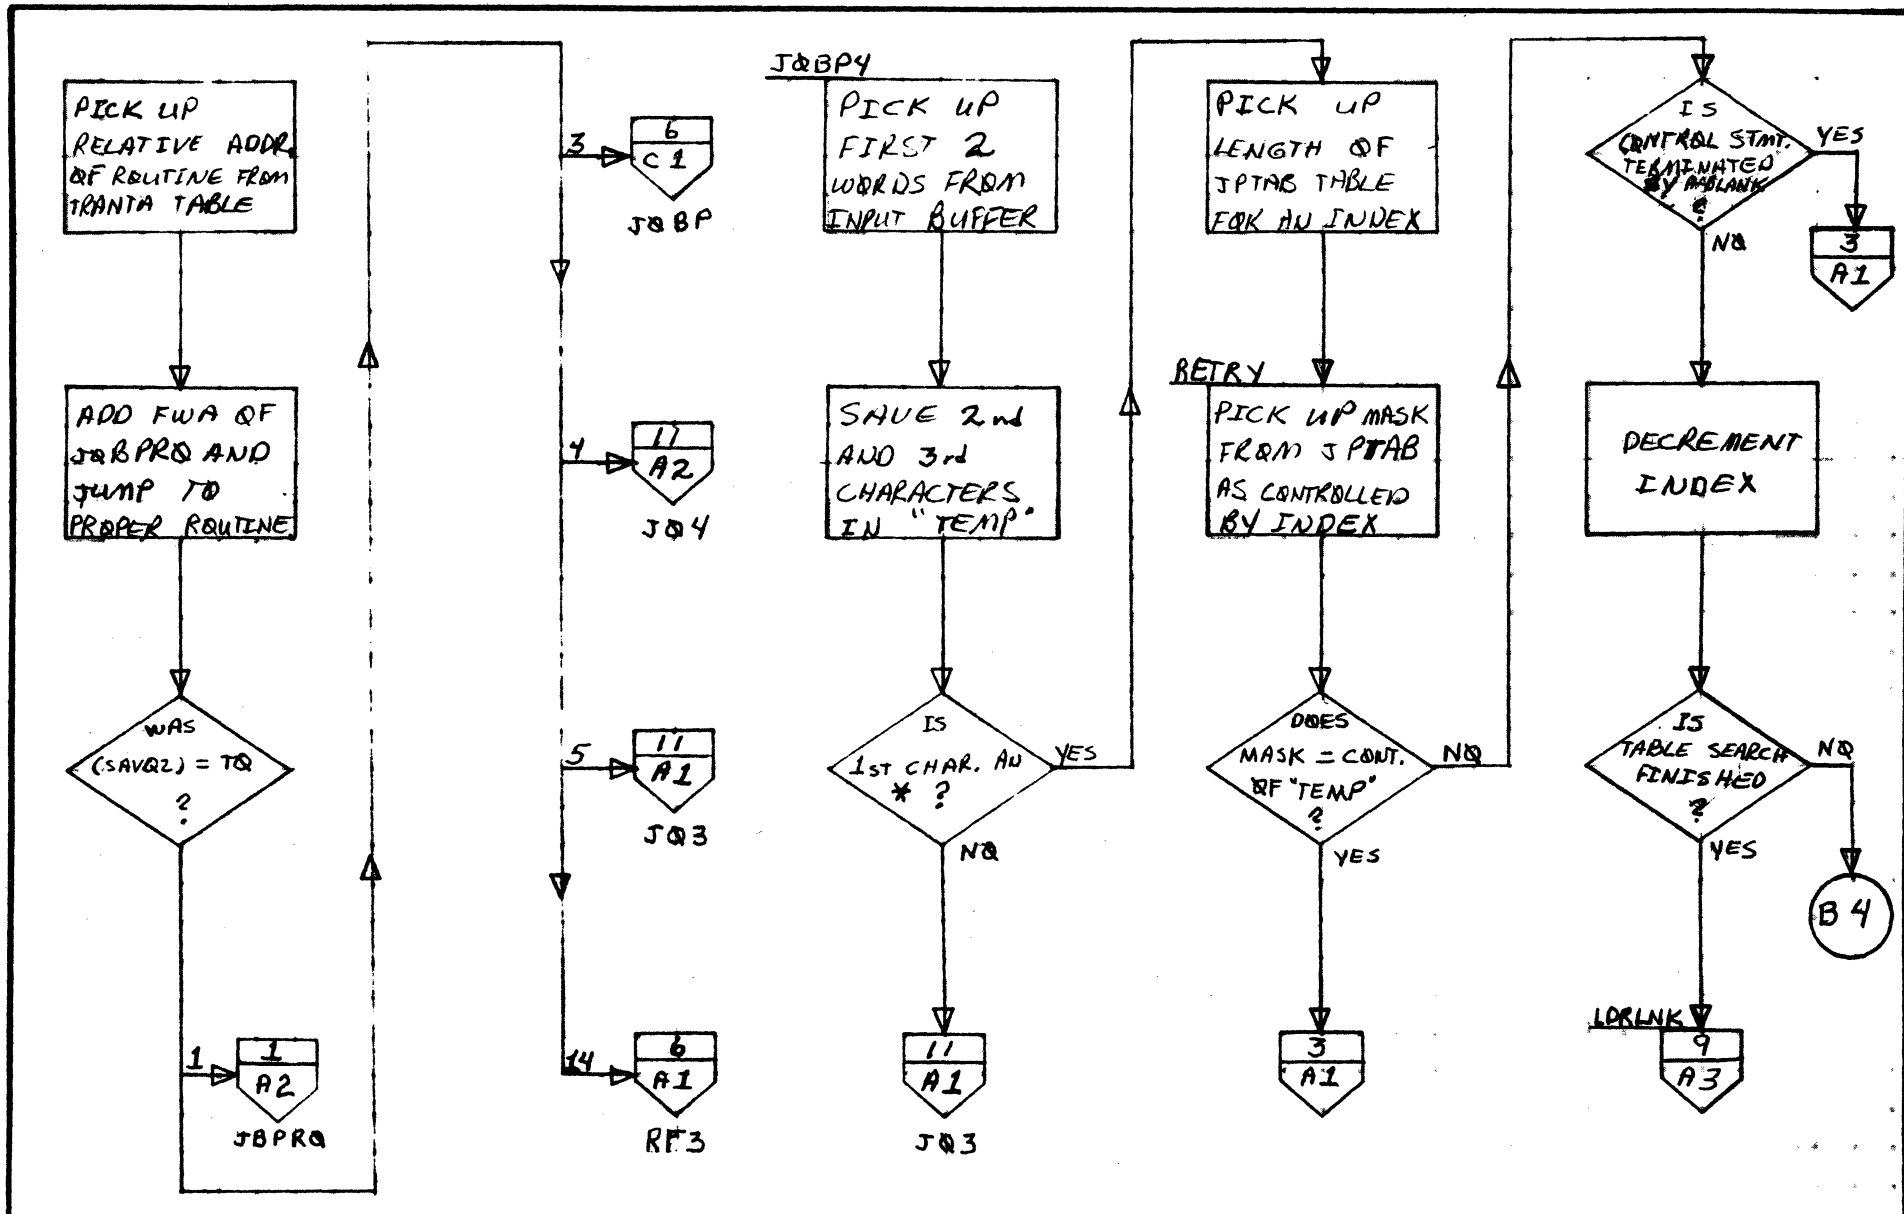 PICK UP
RELATIVE ADDR.
OF ROUTINE FROM
TRANTA TABLE
ADD FWA OF
JOBPRO AND
JUMP TO
PROPER ROUTINE
WAS
(SAVQ2) = TO
?
1
1
A2
JBPRO
3
6
C1
JOBP
4
11
A2
JO4
5
11
A1
JO3
14
6
A1
RF3
JOBP4
PICK UP
FIRST 2
WORDS FROM
INPUT BUFFER
SAVE 2nd
AND 3rd
CHARACTERS
IN "TEMP"
IS
1ST CHAR. AN
* ?
YES
NO
11
A1
JO3
PICK UP
LENGTH OF
JPTAB TABLE
FOR AN INDEX
RETRY
PICK UP MASK
FROM JPTAB
AS CONTROLLED
BY INDEX
DOES
MASK = CONT.
OF "TEMP"
?
NO
YES
3
A1
IS
CONTROL STMT.
TERMINATED
BY A BLANK
?
YES
NO
3
A1
DECREMENT
INDEX
IS
TABLE SEARCH
FINISHED
?
NO
YES
B4
LDRLNK
9
A3